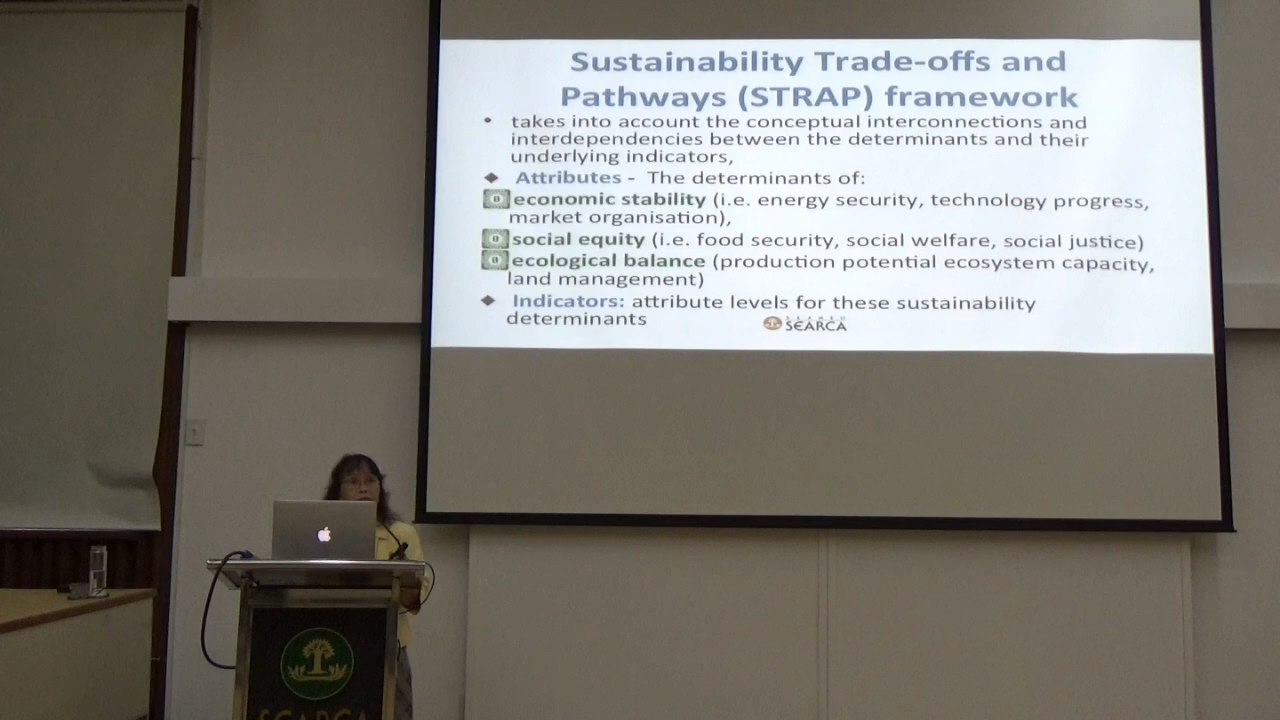 Sustainability Trade-offs and
Pathways (STRAP) framework
• takes into account the conceptual interconnections and
interdependencies between the determinants and their
underlying indicators,
◆ Attributes - The determinants of:
economic stability (i.e. energy security, technology progress,
market organisation),
social equity (i.e. food security, social welfare, social justice)
ecological balance (production potential ecosystem capacity,
land management)
◆ Indicators: attribute levels for these sustainability
determinants
SEARCA
SEARCA